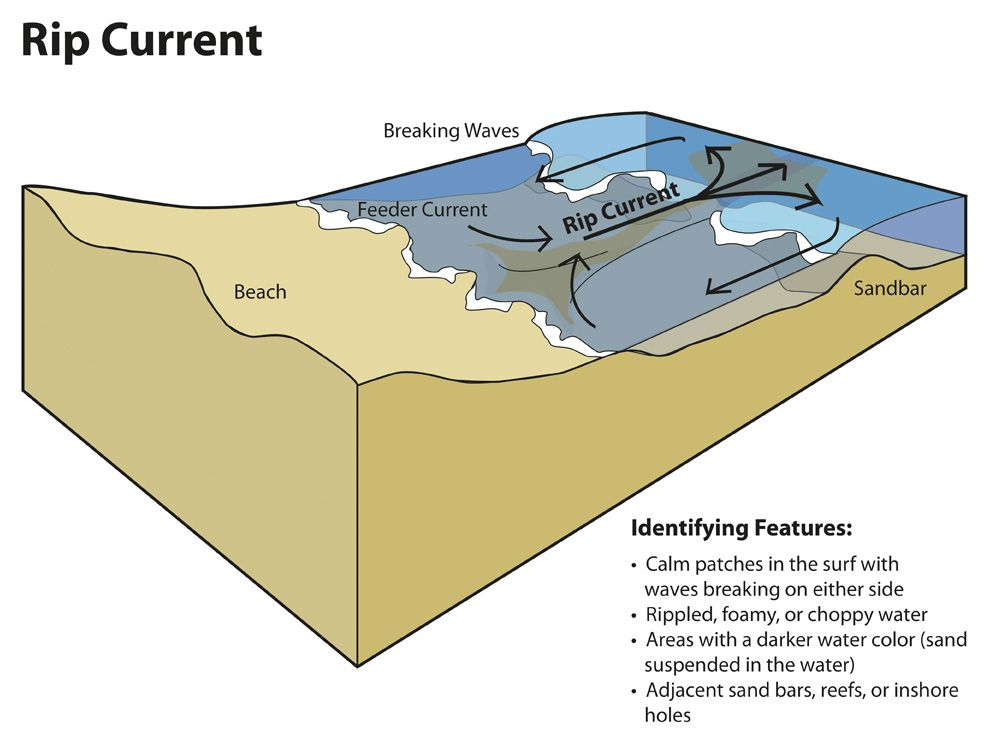 Rip Current
Breaking Waves
Feeder Current
Rip Current
Beach
Sandbar
Identifying Features:
• Calm patches in the surf with
waves breaking on either side
• Rippled, foamy, or choppy water
• Areas with a darker water color (sand
suspended in the water)
• Adjacent sand bars, reefs, or inshore
holes